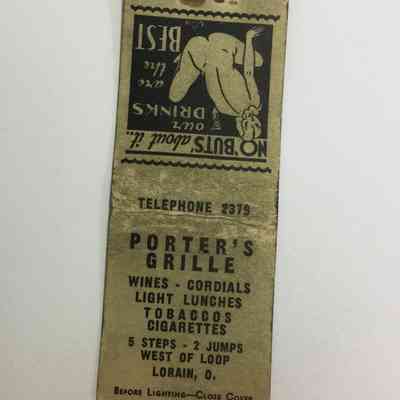 NO "BUTS" about it..
our
DRINKS
are
the
BEST
TELEPHONE 2379
PORTER'S
GRILLE
WINES - CORDIALS
LIGHT LUNCHES
TOBACCOS
CIGARETTES
5 STEPS - 2 JUMPS
WEST OF LOOP
LORAIN, O.
BEFORE LIGHTING—CLOSE COVER